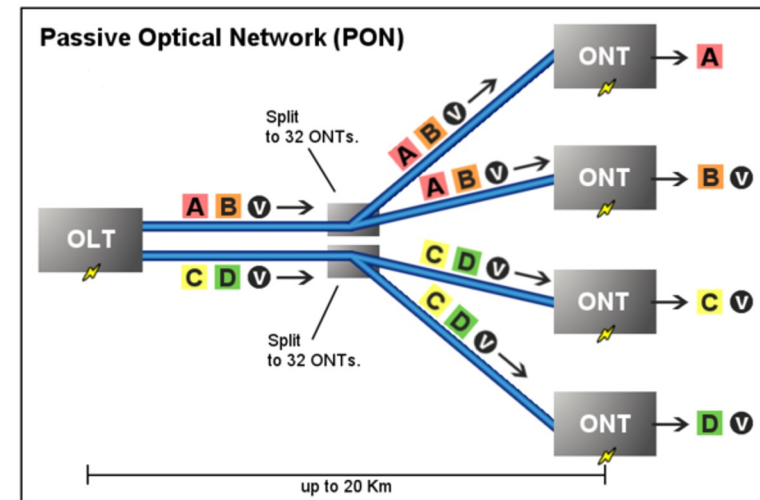 Passive Optical Network (PON)
ONT
A
Split
to 32 ONTs.
A B V
A B V
A B V
ONT
B V
OLT
C D V
C D V
C D V
ONT
C V
Split
to 32 ONTs.
ONT
D V
up to 20 Km